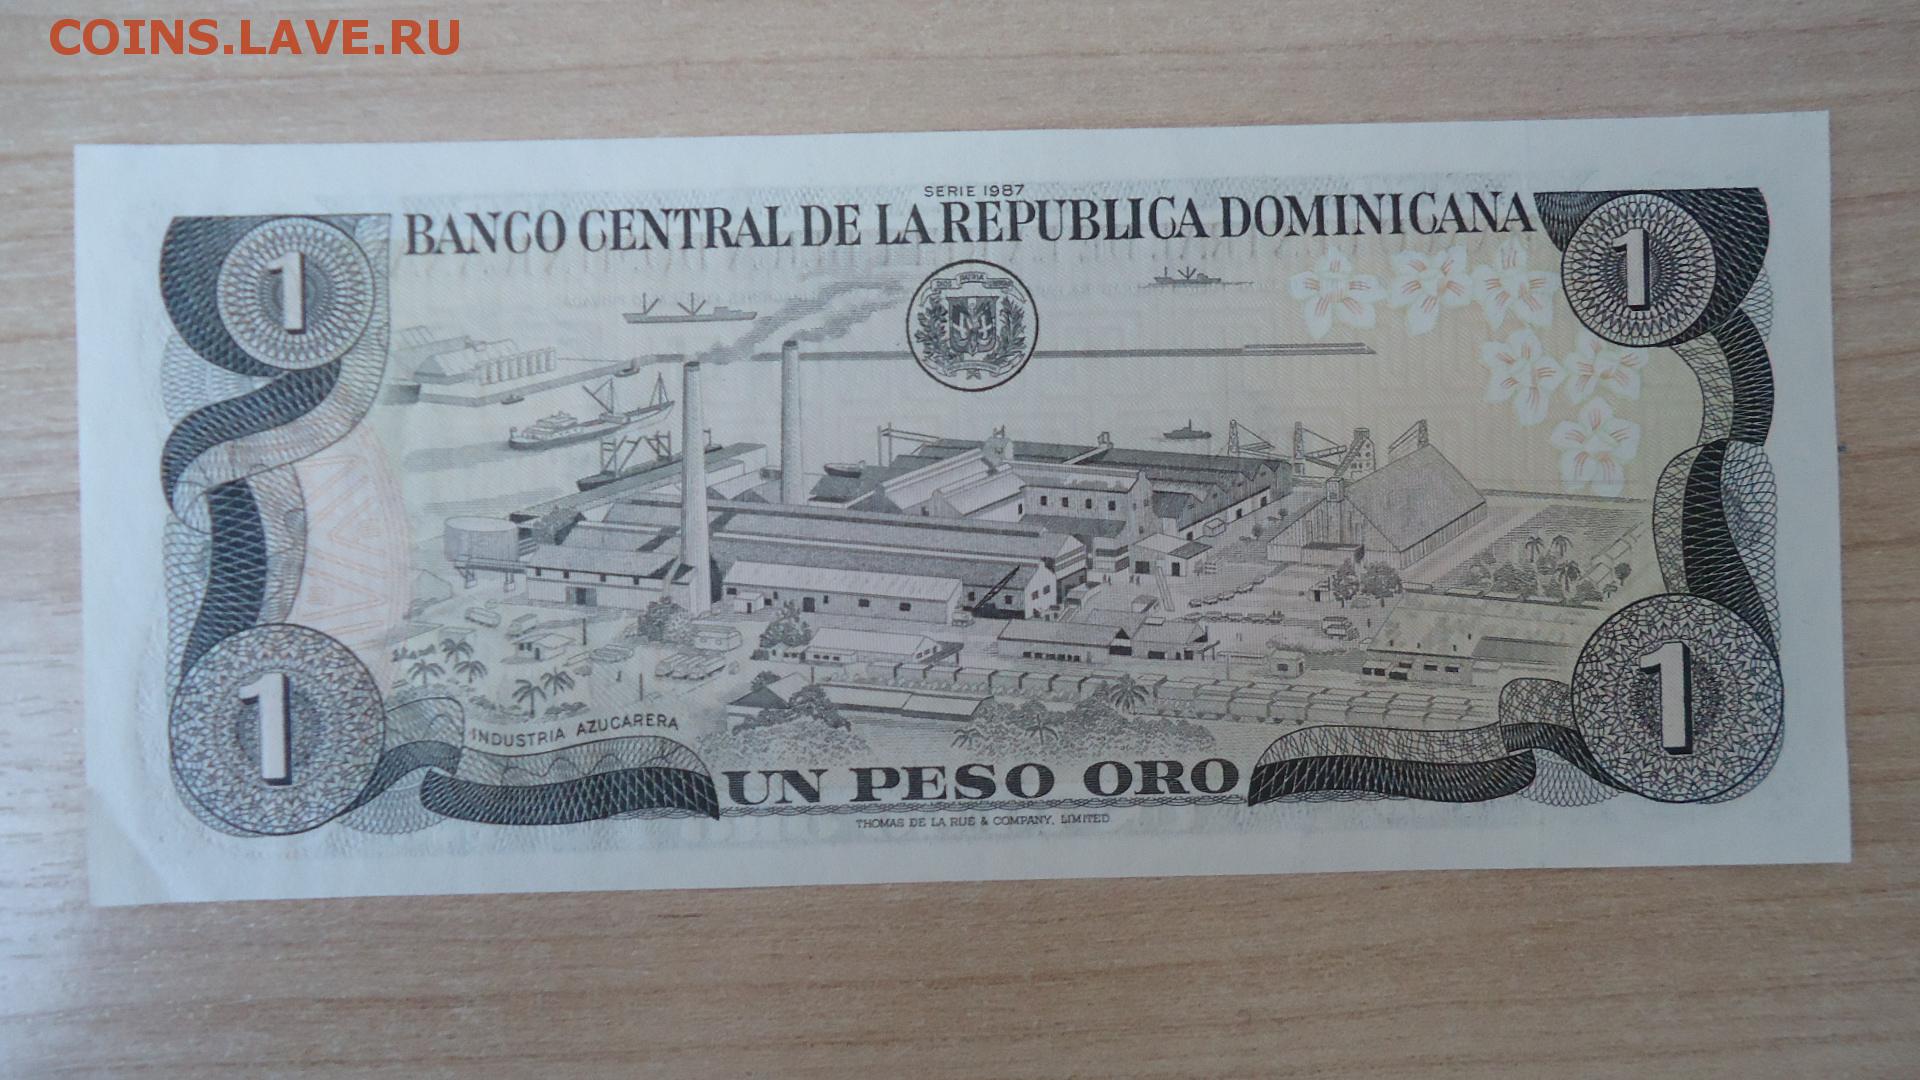 COINS.LAVE.RU
SERIE 1987
BANCO CENTRAL DE LA REPUBLICA DOMINICANA
1
1
1
1
INDUSTRIA AZUCARERA
UN PESO ORO
THOMAS DE LA RUE & COMPANY, LIMITED